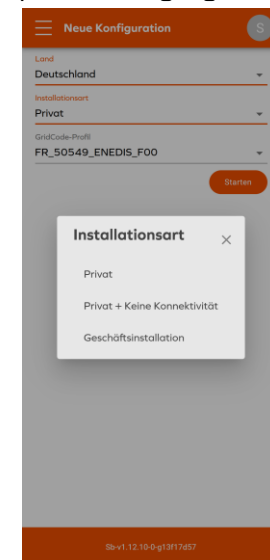 Neue Konfiguration
S
Land
Deutschland
Installationsart
Privat
GridCode-Profil
FR_50549_ENEDIS_F00
Starten
Installationsart
Privat
Privat + Keine Konnektivität
Geschäftsinstallation
Sb-v1.12.10-0-g13f17d57